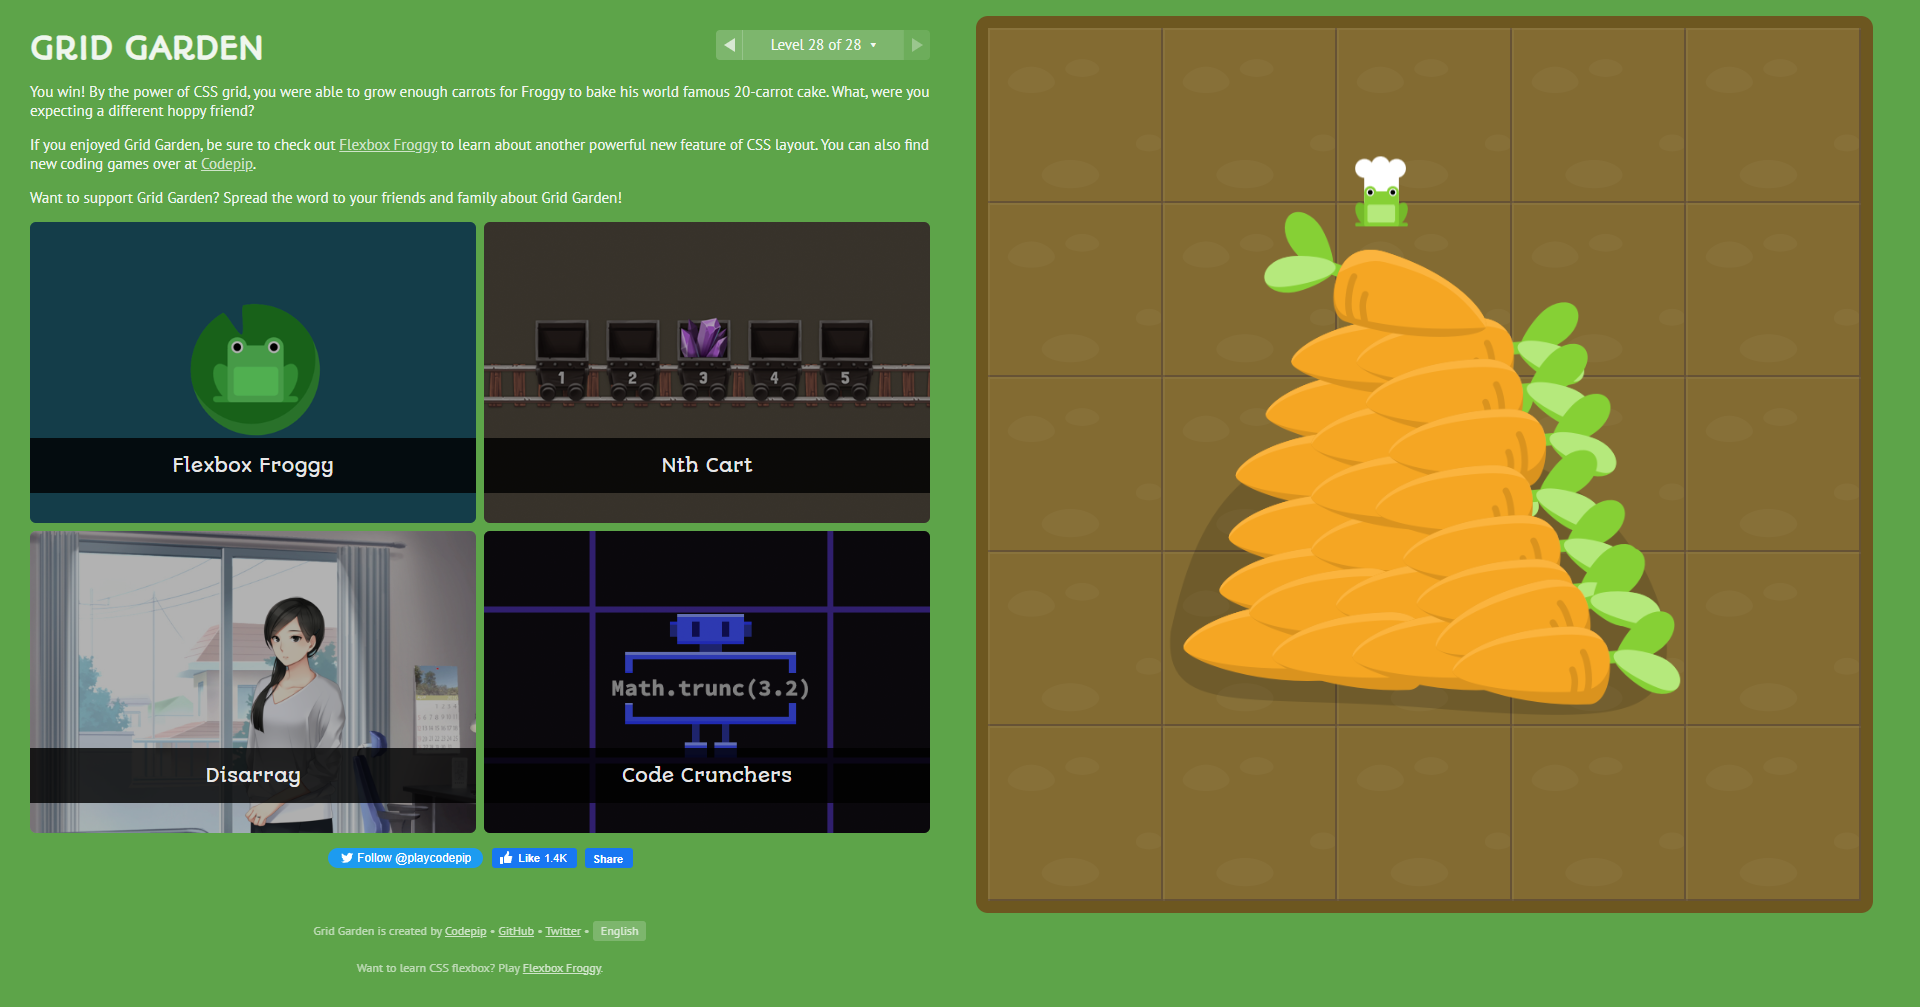 GRID GARDEN
Level 28 of 28
You win! By the power of CSS grid, you were able to grow enough carrots for Froggy to bake his world famous 20-carrot cake. What, were you
expecting a different hoppy friend?
If you enjoyed Grid Garden, be sure to check out Flexbox Froggy to learn about another powerful new feature of CSS layout. You can also find
new coding games over at Codepip.
Want to support Grid Garden? Spread the word to your friends and family about Grid Garden!
Flexbox Froggy
1 2 3 4 5
Nth Cart
Disarray
Math.trunc(3.2)
Code Crunchers
Follow @playcodepip
Like 1.4K
Share
Grid Garden is created by Codepip • GitHub • Twitter • English
Want to learn CSS flexbox? Play Flexbox Froggy.